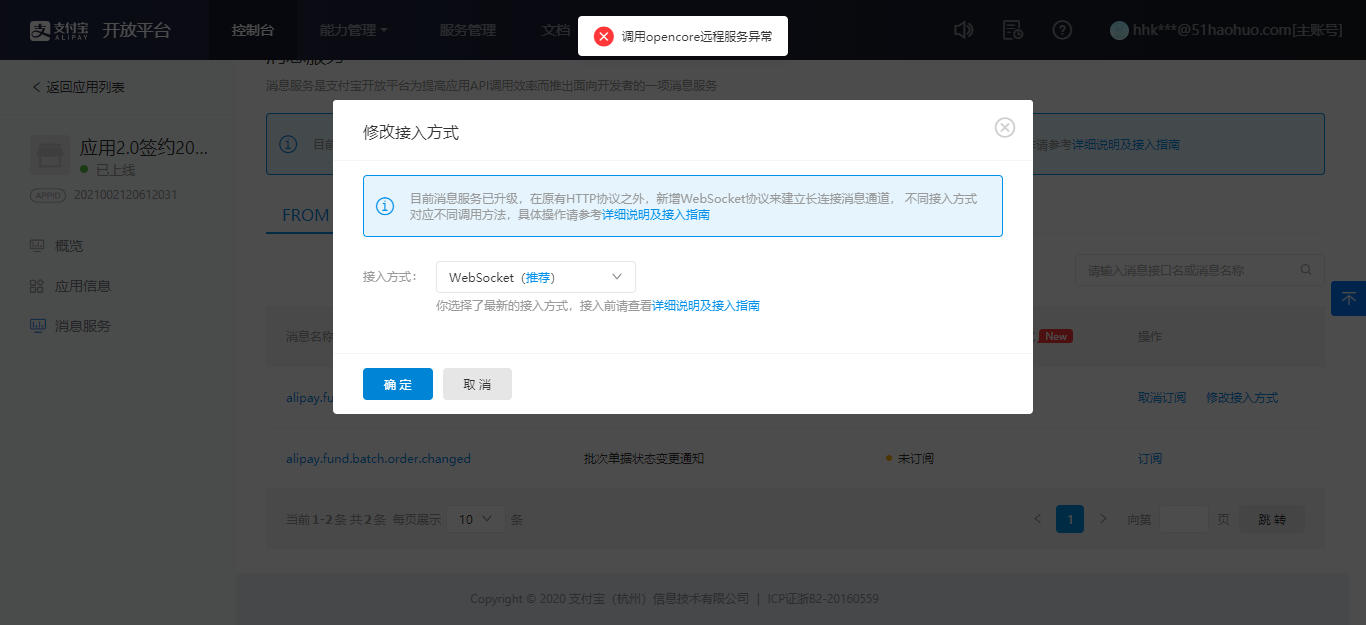 支付宝 ALIPAY 开放平台 控制台 能力管理 服务管理 文档
调用opencore远程服务异常
hhk***@51haohuo.com[主账号]
返回应用列表
消息服务
消息服务是支付宝开放平台为提高应用API调用效率而推出面向开发者的一项消息服务
应用2.0签约20...
已上线
APPID 2021002120612031
概览
应用信息
消息服务
目前
请参考详细说明及接入指南
FROM
修改接入方式
目前消息服务已升级，在原有HTTP协议之外，新增WebSocket协议来建立长连接消息通道， 不同接入方式
对应不同调用方法，具体操作请参考详细说明及接入指南
接入方式： WebSocket（推荐）
你选择了最新的接入方式，接入前请查看详细说明及接入指南
确 定 取 消
请输入消息接口名或消息名称
消息名称 New 操作
alipay.fu 取消订阅 修改接入方式
alipay.fund.batch.order.changed 批次单据状态变更通知 未订阅 订阅
当前 1-2 条 共 2 条 每页展示 10 条 1 向第 页 跳 转
Copyright © 2020 支付宝（杭州）信息技术有限公司 | ICP证浙B2-20160559